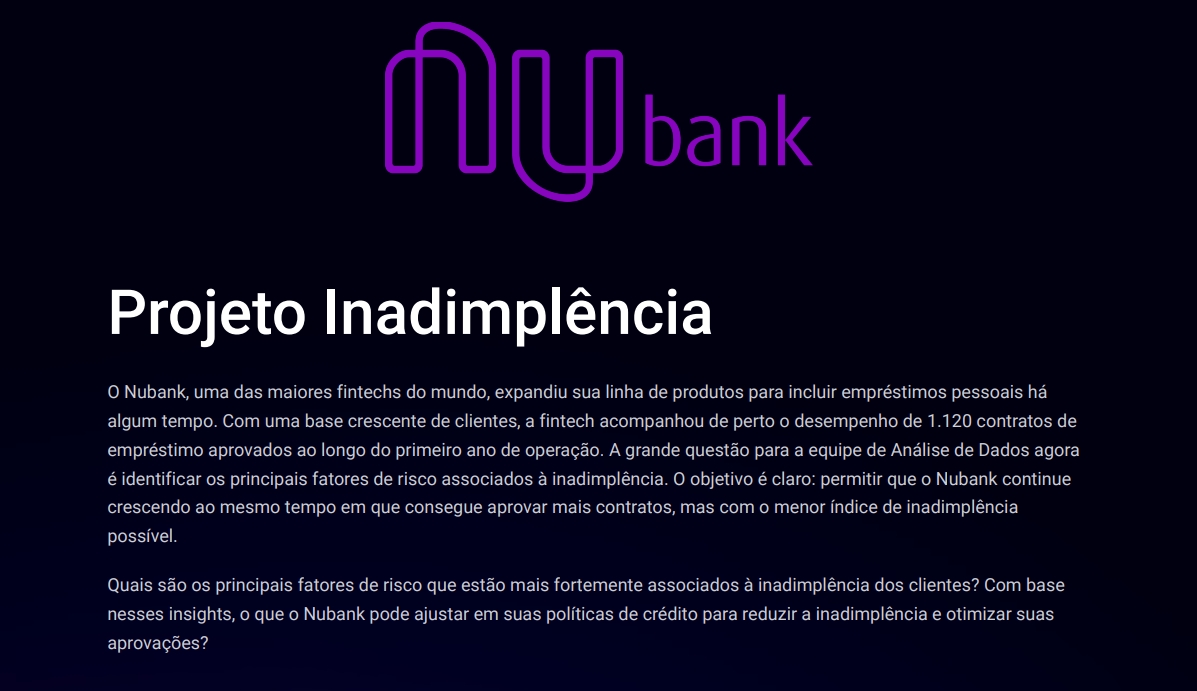 nu bank
Projeto Inadimplência
O Nubank, uma das maiores fintechs do mundo, expandiu sua linha de produtos para incluir empréstimos pessoais há
algum tempo. Com uma base crescente de clientes, a fintech acompanhou de perto o desempenho de 1.120 contratos de
empréstimo aprovados ao longo do primeiro ano de operação. A grande questão para a equipe de Análise de Dados agora
é identificar os principais fatores de risco associados à inadimplência. O objetivo é claro: permitir que o Nubank continue
crescendo ao mesmo tempo em que consegue aprovar mais contratos, mas com o menor índice de inadimplência
possível.
Quais são os principais fatores de risco que estão mais fortemente associados à inadimplência dos clientes? Com base
nesses insights, o que o Nubank pode ajustar em suas políticas de crédito para reduzir a inadimplência e otimizar suas
aprovações?